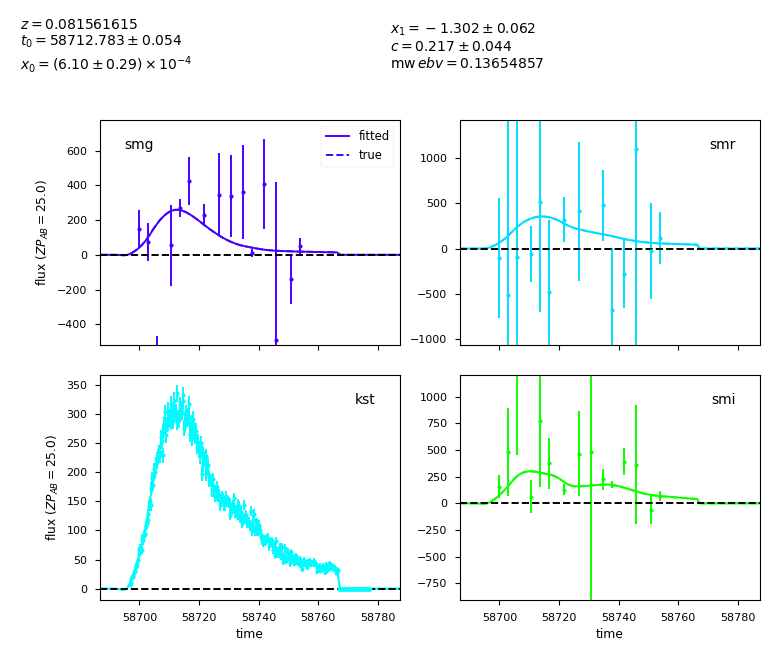 z = 0.081561615
t₀ = 58712.783 ± 0.054
x₀ = (6.10 ± 0.29) × 10⁻⁴
x₁ = −1.302 ± 0.062
c = 0.217 ± 0.044
mw ebv = 0.13654857
smg
fitted
true
600
400
200
0
−200
−400
flux (ZP_AB = 25.0)
smr
1000
500
0
−500
−1000
kst
350
300
250
200
150
100
50
0
flux (ZP_AB = 25.0)
58700 58720 58740 58760 58780
time
smi
1000
750
500
250
0
−250
−500
−750
58700 58720 58740 58760 58780
time